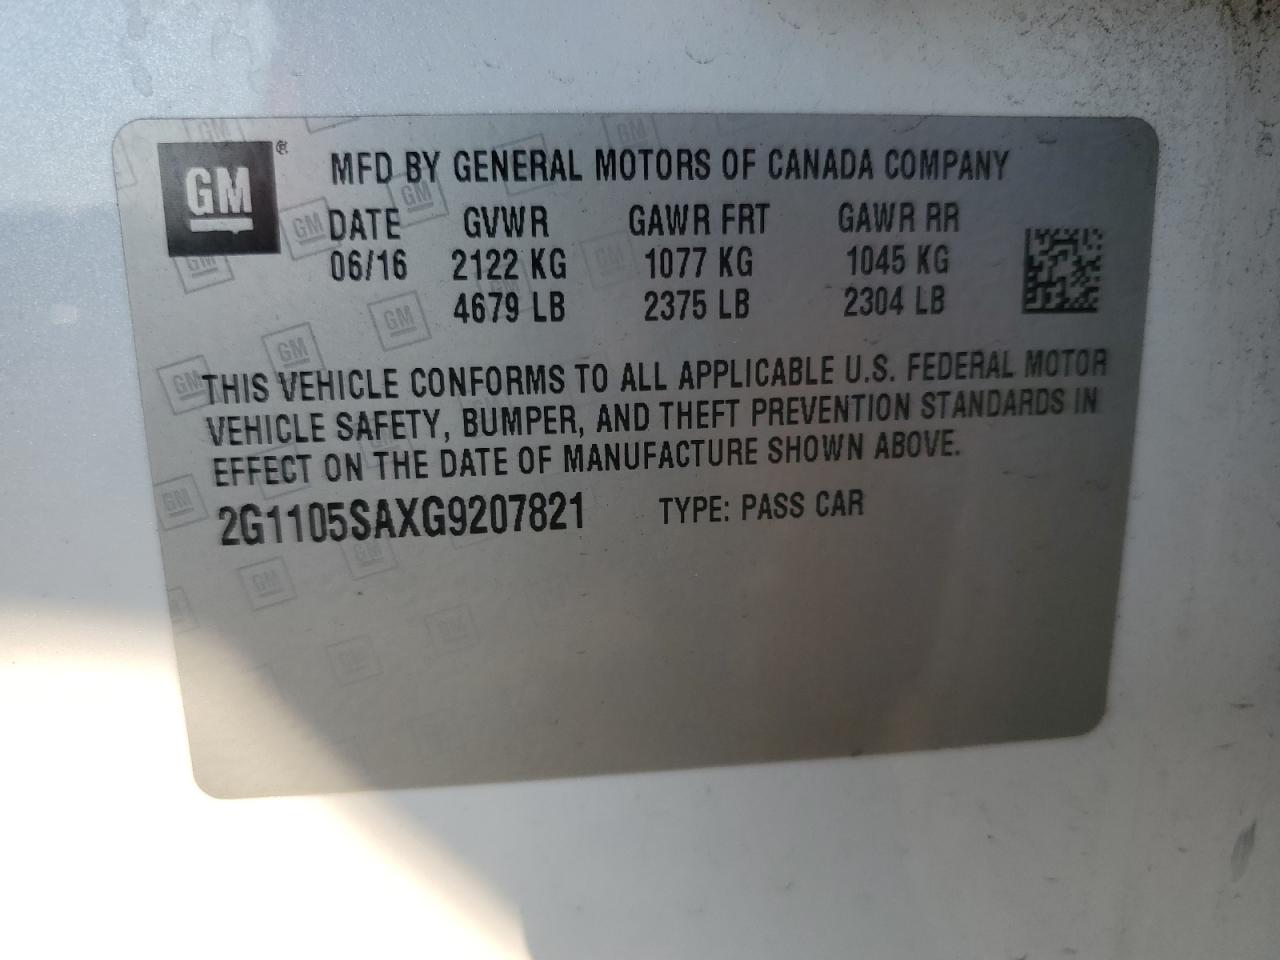 GM ® MFD BY GENERAL MOTORS OF CANADA COMPANY
DATE GVWR GAWR FRT GAWR RR
06/16 2122 KG 1077 KG 1045 KG
4679 LB 2375 LB 2304 LB
THIS VEHICLE CONFORMS TO ALL APPLICABLE U.S. FEDERAL MOTOR
VEHICLE SAFETY, BUMPER, AND THEFT PREVENTION STANDARDS IN
EFFECT ON THE DATE OF MANUFACTURE SHOWN ABOVE.
2G1105SAXG9207821 TYPE: PASS CAR